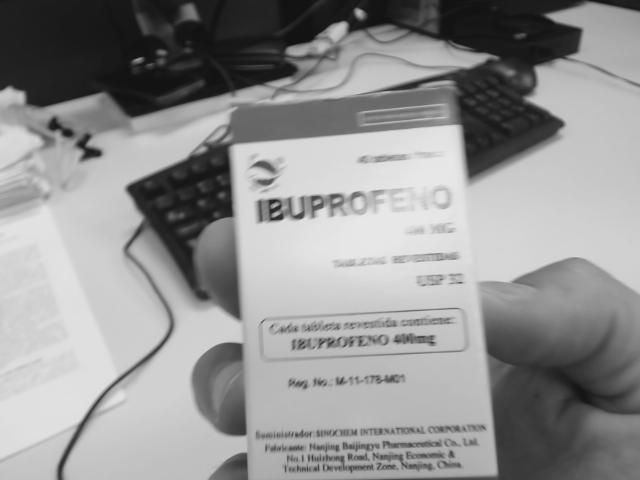 40 tabletas
IBUPROFENO
400 MG
TABLETAS REVESTIDAS
USP 32
Cada tableta revestida contiene:
IBUPROFENO 400mg
Reg. No.: M-11-178-M01
Suministrador: SINOCHEM INTERNATIONAL CORPORATION
Fabricante: Nanjing Baijingyu Pharmaceutical Co., Ltd.
No.1 Huizhong Road, Nanjing Economic &
Technical Development Zone, Nanjing, China.